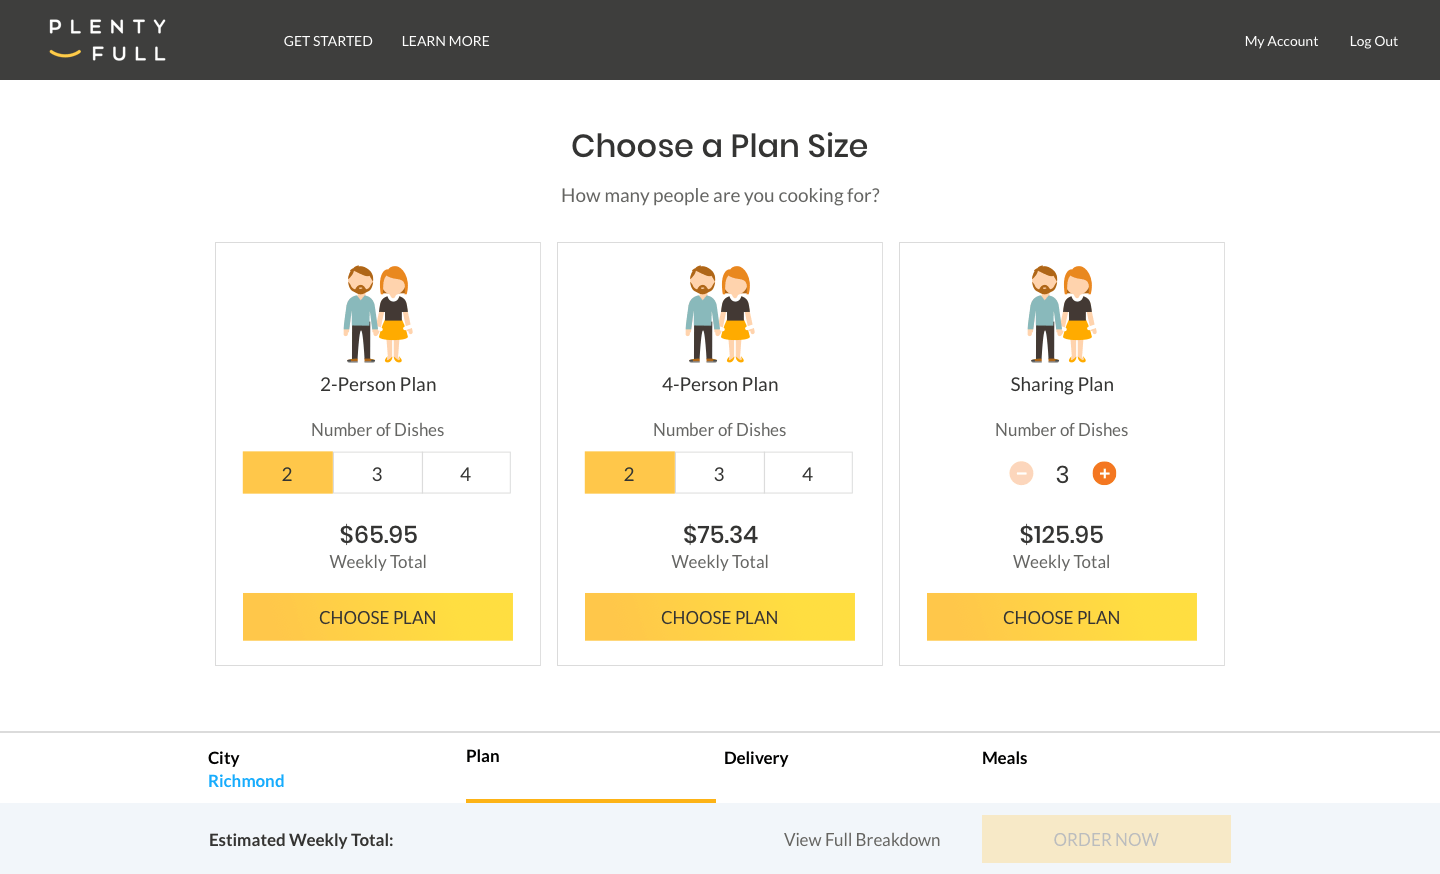 PLENTY
FULL
GET STARTED
LEARN MORE
My Account
Log Out
Choose a Plan Size
How many people are you cooking for?
2-Person Plan
Number of Dishes
2 3 4
$65.95
Weekly Total
CHOOSE PLAN
4-Person Plan
Number of Dishes
2 3 4
$75.34
Weekly Total
CHOOSE PLAN
Sharing Plan
Number of Dishes
− 3 +
$125.95
Weekly Total
CHOOSE PLAN
City
Richmond
Plan
Delivery
Meals
Estimated Weekly Total:
View Full Breakdown
ORDER NOW